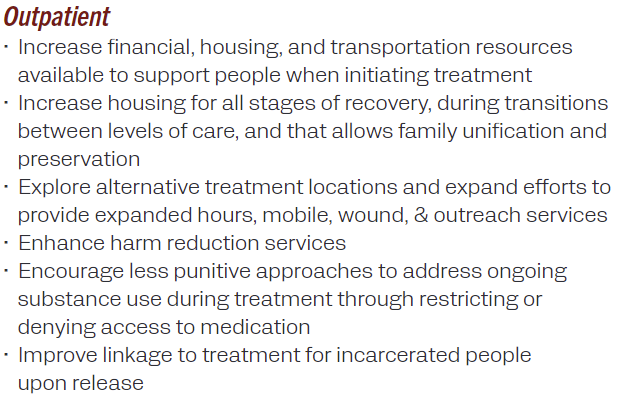 Outpatient
· Increase financial, housing, and transportation resources
available to support people when initiating treatment
· Increase housing for all stages of recovery, during transitions
between levels of care, and that allows family unification and
preservation
· Explore alternative treatment locations and expand efforts to
provide expanded hours, mobile, wound, & outreach services
· Enhance harm reduction services
· Encourage less punitive approaches to address ongoing
substance use during treatment through restricting or
denying access to medication
· Improve linkage to treatment for incarcerated people
upon release